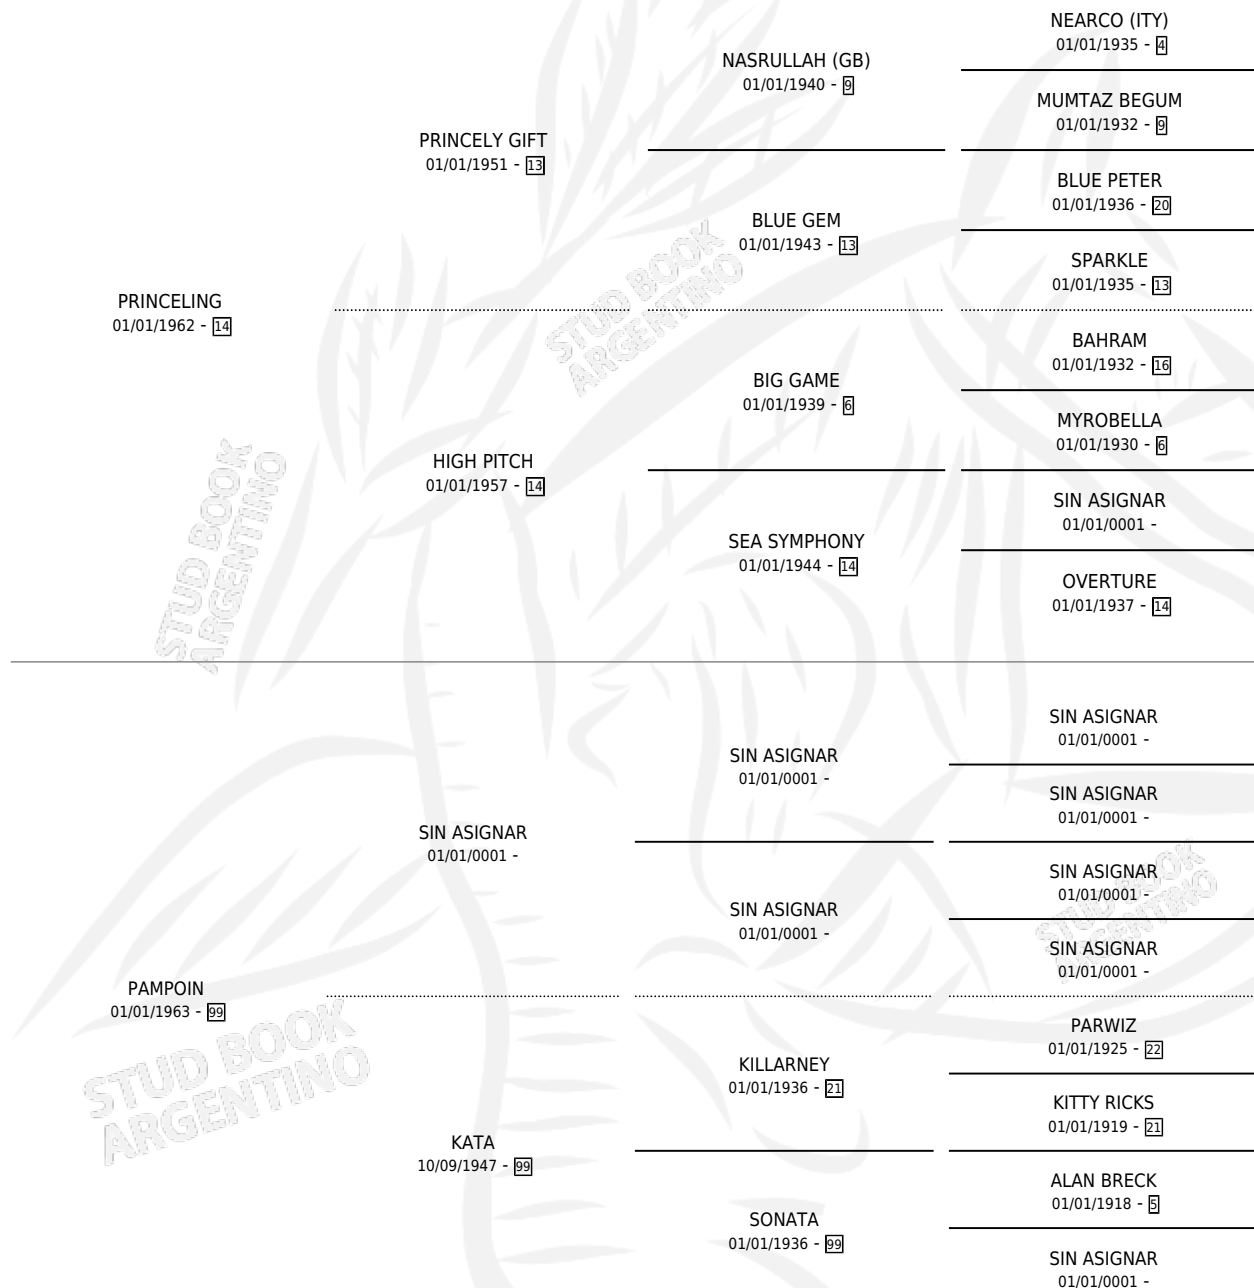 NEARCO (ITY)
01/01/1935 - 4
NASRULLAH (GB)
01/01/1940 - 9
MUMTAZ BEGUM
01/01/1932 - 9
PRINCELY GIFT
01/01/1951 - 13
BLUE PETER
01/01/1936 - 20
BLUE GEM
01/01/1943 - 13
SPARKLE
01/01/1935 - 13
PRINCELING
01/01/1962 - 14
BAHRAM
01/01/1932 - 16
BIG GAME
01/01/1939 - 6
MYROBELLA
01/01/1930 - 6
HIGH PITCH
01/01/1957 - 14
SIN ASIGNAR
01/01/0001 -
SEA SYMPHONY
01/01/1944 - 14
OVERTURE
01/01/1937 - 14
STUD BOOK
ARGENTINO
STUD BOOK
ARGENTINO
SIN ASIGNAR
01/01/0001 -
SIN ASIGNAR
01/01/0001 -
SIN ASIGNAR
01/01/0001 -
SIN ASIGNAR
01/01/0001 -
SIN ASIGNAR
01/01/0001 -
SIN ASIGNAR
01/01/0001 -
SIN ASIGNAR
01/01/0001 -
STUD BOOK
ARGENTINO
PAMPOIN
01/01/1963 - 99
PARWIZ
01/01/1925 - 22
KILLARNEY
01/01/1936 - 21
KITTY RICKS
01/01/1919 - 21
KATA
10/09/1947 - 99
ALAN BRECK
01/01/1918 - 5
SONATA
01/01/1936 - 99
SIN ASIGNAR
01/01/0001 -
STUD BOOK
ARGENTINO